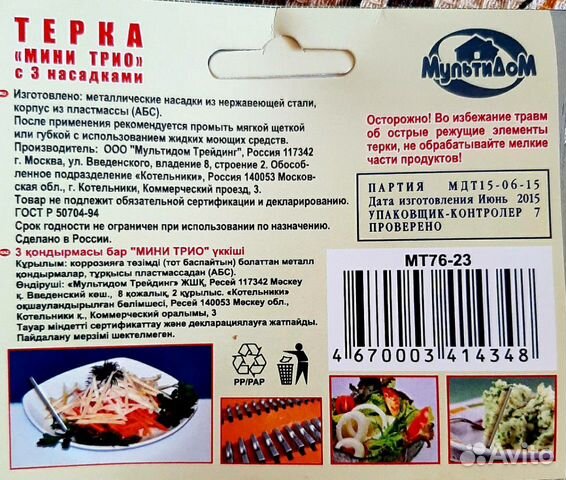 ТЕРКА
«МИНИ ТРИО»
с 3 насадками
МультидоМ
Изготовлено: металлические насадки из нержавеющей стали,
корпус из пластмассы (АБС).
После применения рекомендуется промыть мягкой щеткой
или губкой с использованием жидких моющих средств.
Производитель: ООО "Мультидом Трейдинг", Россия 117342
г. Москва, ул. Введенского, владение 8, строение 2. Обособ-
ленное подразделение «Котельники», Россия 140053 Москов-
ская обл., г. Котельники, Коммерческий проезд, 3.
Товар не подлежит обязательной сертификации и декларированию.
ГОСТ Р 50704-94
Срок годности не ограничен при использовании по назначению.
Сделано в России.
Осторожно! Во избежание травм
об острые режущие элементы
терки, не обрабатывайте мелкие
части продуктов!
ПАРТИЯ МДТ15-06-15
Дата изготовления Июнь 2015
УПАКОВЩИК-КОНТРОЛЕР 7
ПРОВЕРЕНО
3 қондырмасы бар "МИНИ ТРИО" үккіші
Құрылым: коррозияға төзімді (тот баспайтын) болаттан металл
қондырмалар, тұрқысы пластмассадан (АБС).
Өндіруші: «Мультидом Трейдинг» ЖШҚ, Ресей 117342 Мәскеу
қ. Введенский көш., 8 қожалық, 2 құрылыс. «Котельники»
оқшауландырылған бөлімшесі, Ресей 140053 Мәскеу обл.,
Котельники қ., Коммерческий оралымы, 3
Тауар міндетті сертификаттау және декларациялауға жатпайды.
Пайдалану мерзімі шектелмеген.
МТ76-23
4 670003 414348
PP/PAP
Avito